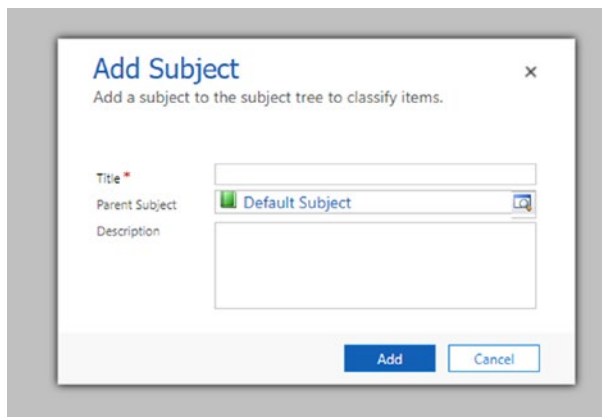 Add Subject
Add a subject to the subject tree to classify items.
Title *
Parent Subject
Default Subject
Description
Add
Cancel